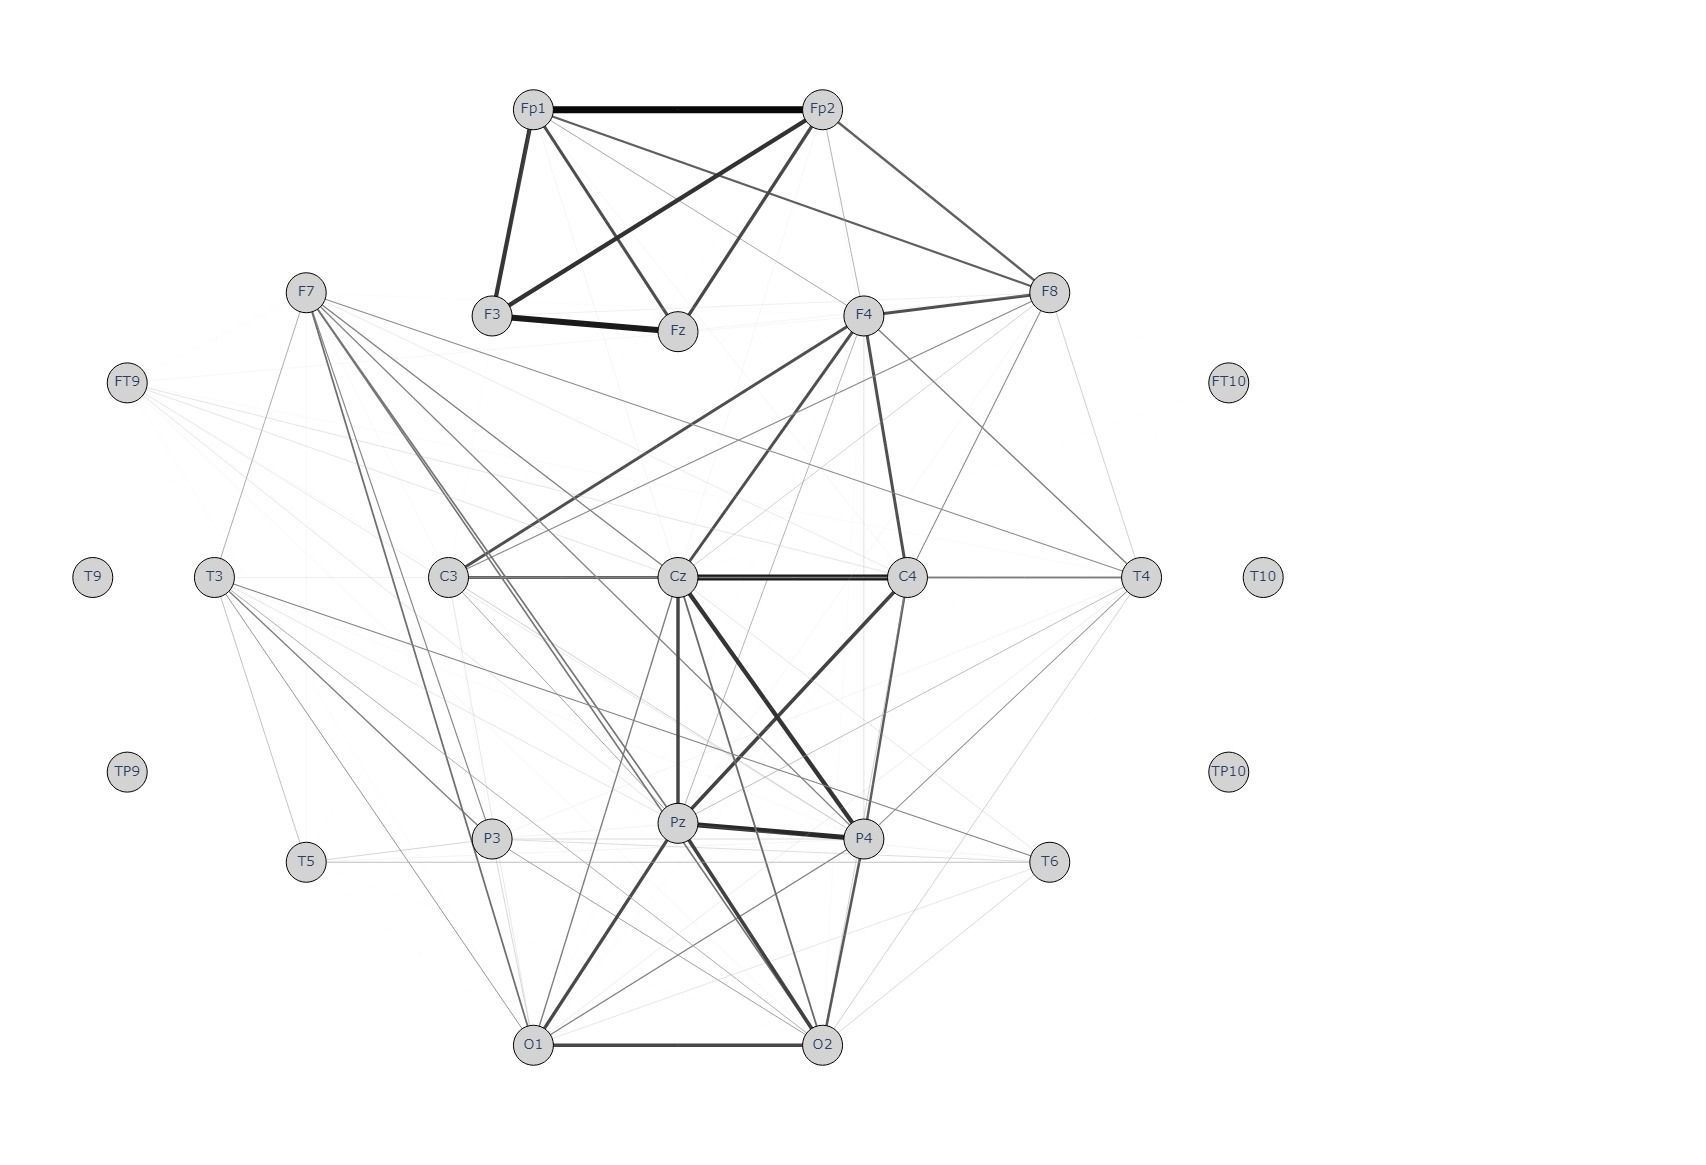 Fp1 Fp2
F7 F8
F3 Fz F4
FT9 FT10
T9 T3 C3 Cz C4 T4 T10
TP9 TP10
Pz
P3 P4
T5 T6
O1 O2